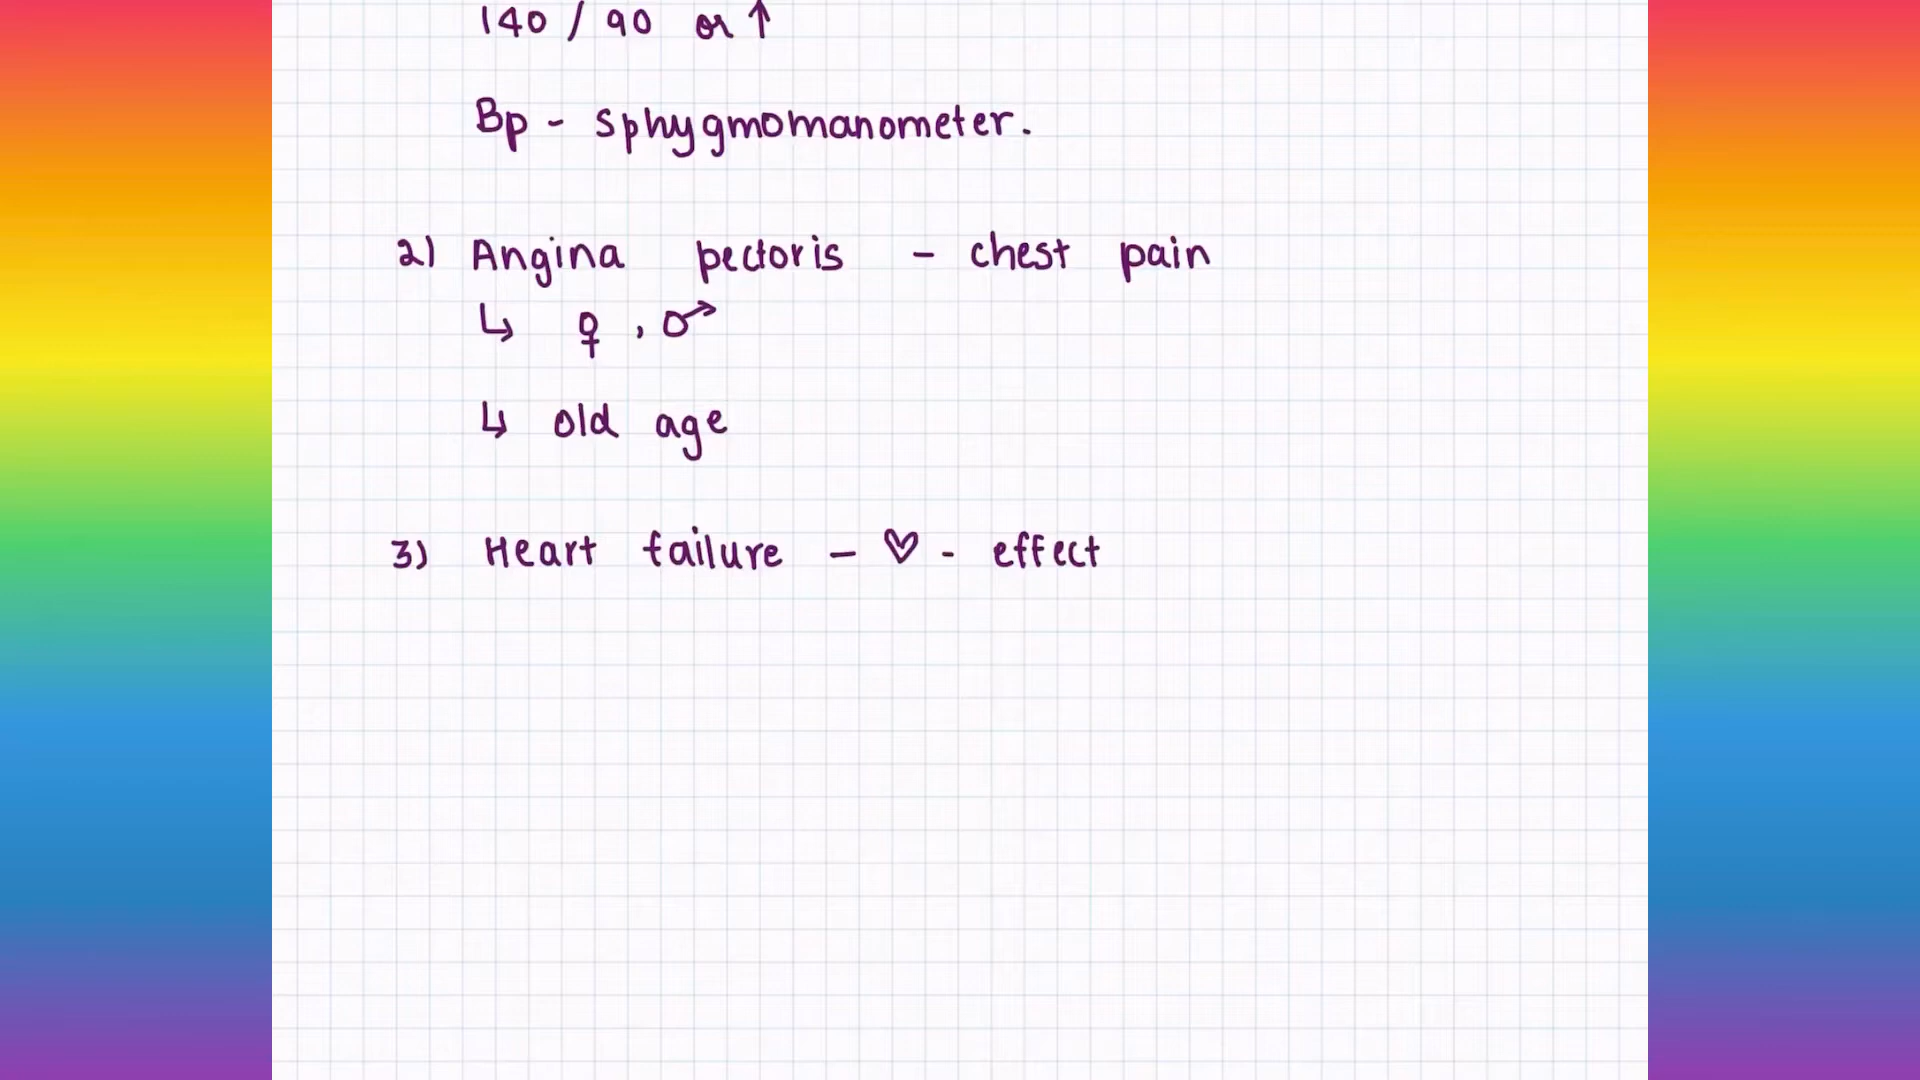 140 / 90 or ↑
Bp - sphygmomanometer.
2) Angina pectoris - chest pain
↳ ♀ , ♂
↳ old age
3) Heart failure - ♡ - effect